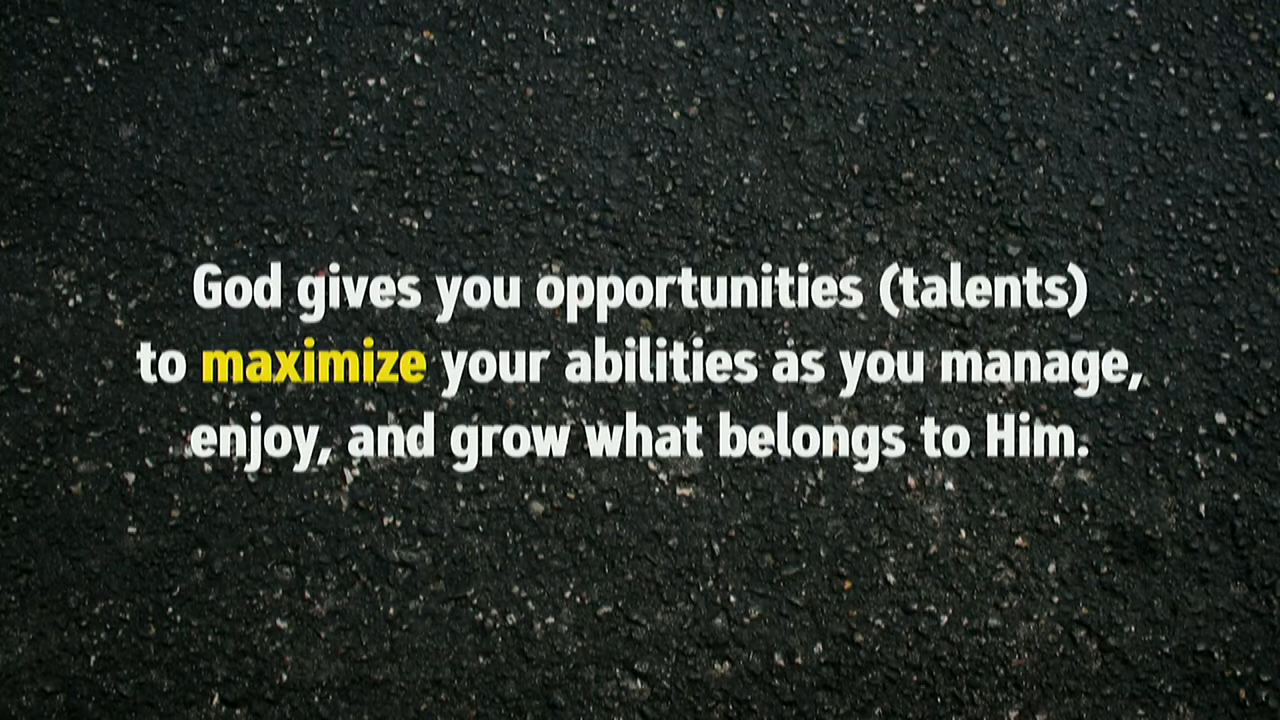 God gives you opportunities (talents)
to maximize your abilities as you manage,
enjoy, and grow what belongs to Him.